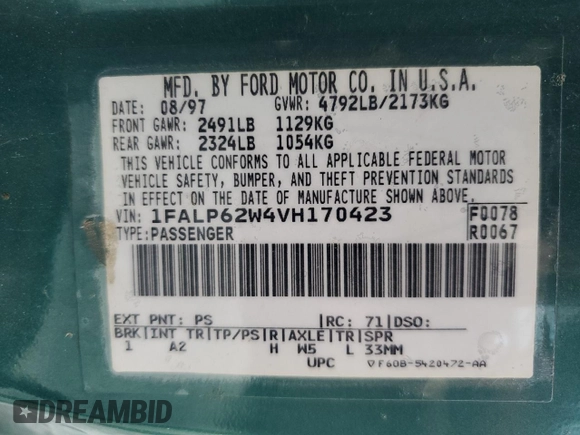 MFD. BY FORD MOTOR CO. IN U.S.A.
DATE: 08/97 GVWR: 4792LB/2173KG
FRONT GAWR: 2491LB 1129KG
REAR GAWR: 2324LB 1054KG
THIS VEHICLE CONFORMS TO ALL APPLICABLE FEDERAL MOTOR
VEHICLE SAFETY, BUMPER, AND THEFT PREVENTION STANDARDS
IN EFFECT ON THE DATE OF MANUFACTURE SHOWN ABOVE
VIN: 1FALP62W4VH170423 F0078
TYPE:PASSENGER R0067
EXT PNT: PS RC: 71 DSO:
BRK INT TR TP/PS R AXLE TR SPR
1 A2 H W5 L 33MM
UPC F60B-5420472-AA
DREAMBID